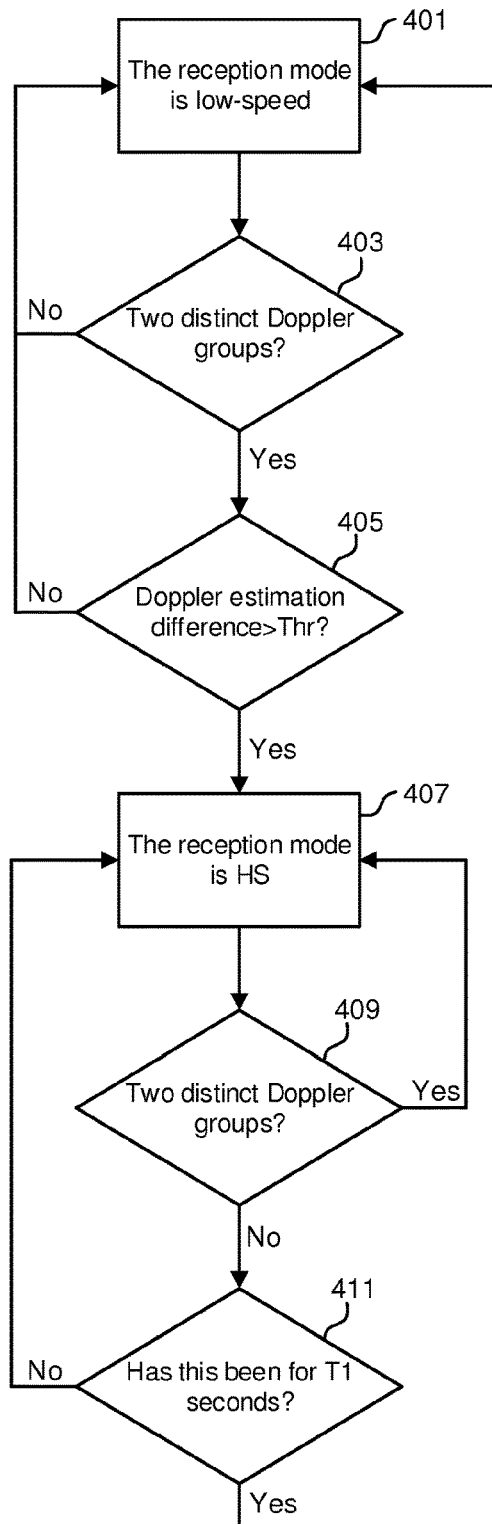 401
The reception mode
is low-speed
403
No
Two distinct Doppler
groups?
Yes
405
No
Doppler estimation
difference>Thr?
Yes
407
The reception mode
is HS
409
Two distinct Doppler
groups?
Yes
No
411
No
Has this been for T1
seconds?
Yes